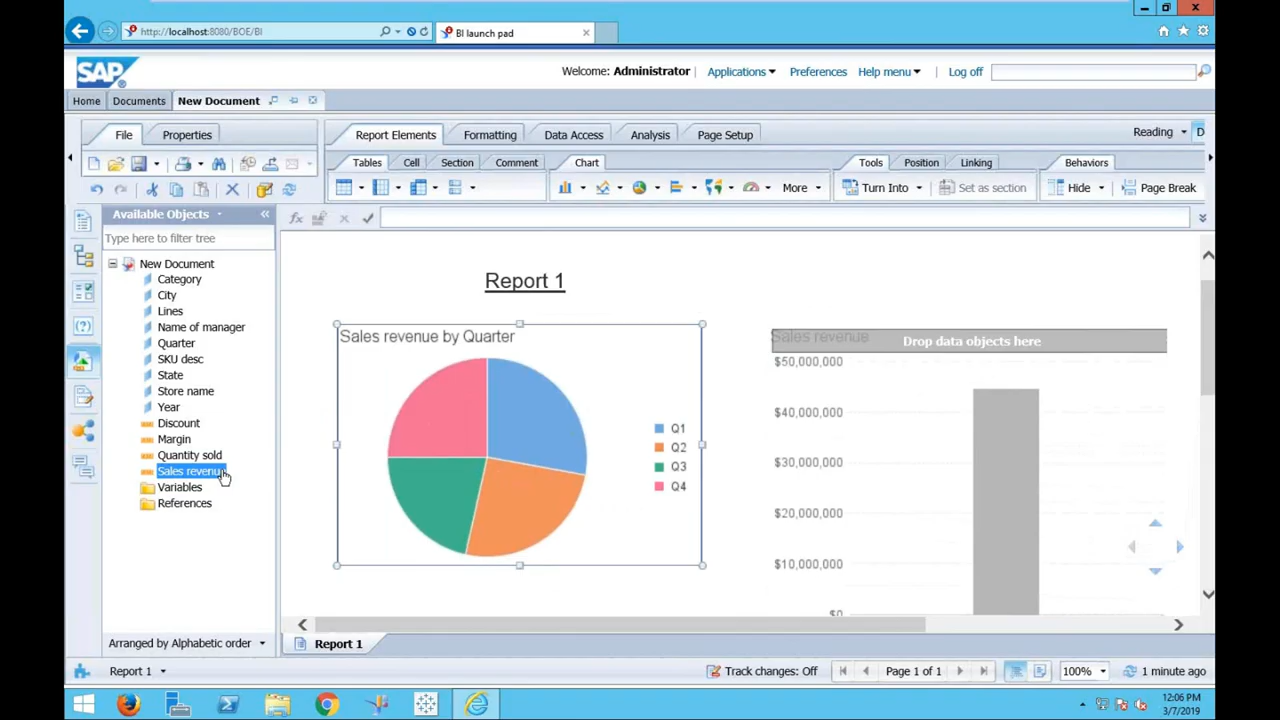 http://localhost:8080/BOE/BI
BI launch pad
SAP
Welcome: Administrator
Applications
Preferences
Help menu
Log off
Home
Documents
New Document
File
Properties
Report Elements
Formatting
Data Access
Analysis
Page Setup
Reading
D
Tables
Cell
Section
Comment
Chart
Tools
Position
Linking
Behaviors
More
Turn Into
Set as section
Hide
Page Break
Available Objects
Type here to filter tree
New Document
Category
City
Lines
Name of manager
Quarter
SKU desc
State
Store name
Year
Discount
Margin
Quantity sold
Sales revenu
Variables
References
Arranged by Alphabetic order
Report 1
Sales revenue by Quarter
Q1
Q2
Q3
Q4
Sales revenue
Drop data objects here
$50,000,000
$40,000,000
$30,000,000
$20,000,000
$10,000,000
$0
Report 1
Report 1
Track changes: Off
Page 1 of 1
100%
1 minute ago
12:06 PM
3/7/2019